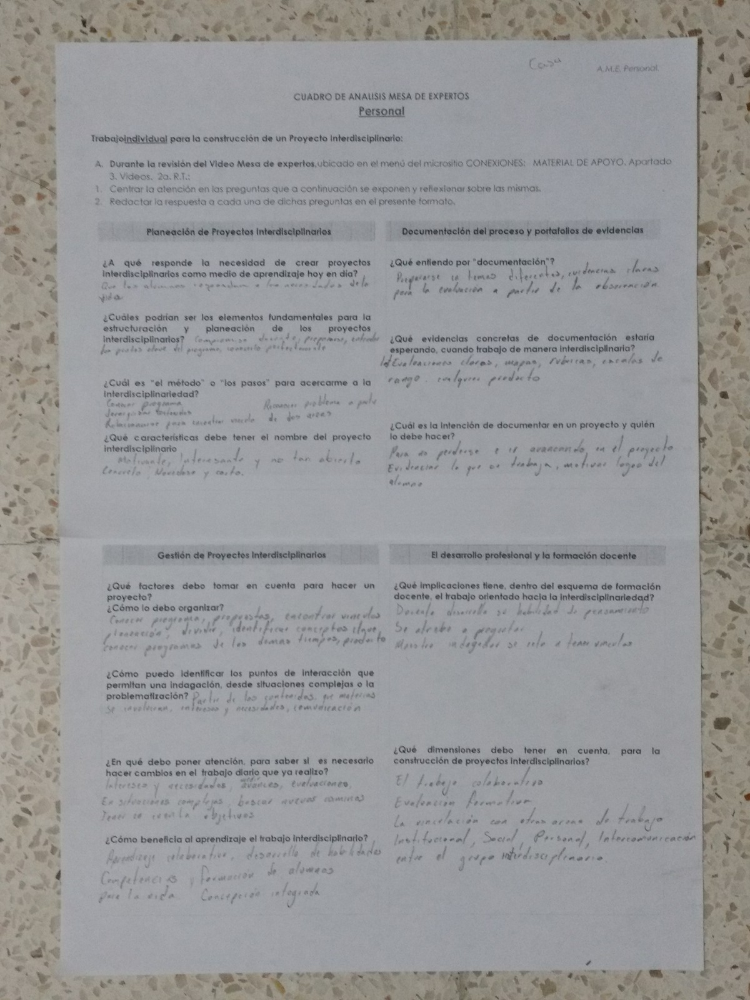 Casa
A.M.E. Personal.
CUADRO DE ANALISIS MESA DE EXPERTOS
Personal
Trabajoindividual para la construcción de un Proyecto Interdisciplinario:
A. Durante la revisión del Video Mesa de expertos,ubicado en el menú del micrositio CONEXIONES: MATERIAL DE APOYO. Apartado
3. Videos. 2a. R.T.:
1. Centrar la atención en las preguntas que a continuación se exponen y reflexionar sobre las mismas.
2. Redactar la respuesta a cada una de dichas preguntas en el presente formato.
Planeación de Proyectos Interdisciplinarios
¿A qué responde la necesidad de crear proyectos
interdisciplinarios como medio de aprendizaje hoy en día?
Que los alumnos respondan a las necesidades de la
vida
¿Cuáles podrían ser los elementos fundamentales para la
estructuración y planeación de los proyectos
interdisciplinarios? Compromiso docente, prepararse, entender
los puntos clave del programa, conocerlo perfectamente
¿Cuál es "el método" o "los pasos" para acercarme a la
interdisciplinariedad?
Conocer programa
Jerarquizar contenidos
Relacionarse para encontrar vinculo
Reconocer problema a partir
de dos areas
¿Qué características debe tener el nombre del proyecto
interdisciplinario
Motivante, Interesante y no tan abierto
Concreto, Novedoso y corto.
Documentación del proceso y portafolios de evidencias
¿Qué entiendo por "documentación"?
Prepararse en temas diferentes, evidencias claras
para la evaluación a partir de la observación
¿Qué evidencias concretas de documentación estaría
esperando, cuando trabajo de manera interdisciplinaria?
Evaluaciones claras, mapas, rubricas, escalas de
rango. cualquier producto
¿Cuál es la intención de documentar en un proyecto y quién
lo debe hacer?
Para no perderse e ir avanzando, en el proyecto
Evidenciar lo que se trabaja, motivar logro del
alumno
Gestión de Proyectos Interdisciplinarios
¿Qué factores debo tomar en cuenta para hacer un
proyecto?
¿Cómo lo debo organizar?
Conocer programa, propuestas, encontrar vinculos
planeación, dividir, identificar conceptos clave
conocer programas de los demas tiempos, producto
¿Cómo puedo identificar los puntos de interacción que
permitan una indagación, desde situaciones complejas o la
problematización? Partir de los contenidos, que materias
se involucran, intereses y necesidades, comunicación
¿En qué debo poner atención, para saber si es necesario
hacer cambios en el trabajo diario que ya realizo?
Intereses y necesidades, avances, evaluaciones,
En situaciones complejas, buscar nuevos caminos
Tener en cuenta objetivos
¿Cómo beneficia al aprendizaje el trabajo interdisciplinario?
Aprendizaje colaborativo, desarrollo de habilidades
Competencias y formacion de alumnos
para la vida Concepción integrada
El desarrollo profesional y la formación docente
¿Qué implicaciones tiene, dentro del esquema de formación
docente, el trabajo orientado hacia la interdisciplinariedad?
Docente desarrolla su habilidad de pensamiento
Se atrebe a preguntar
Maestro indagador se reta a tener vinculos
¿Qué dimensiones debo tener en cuenta, para la
construcción de proyectos interdisciplinarios?
El trabajo colaborativo
Evaluación formativa
La vinculación con otras areas de trabajo
Institucional, Social, Personal, Intercomunicación
entre el grupo interdisciplinario.